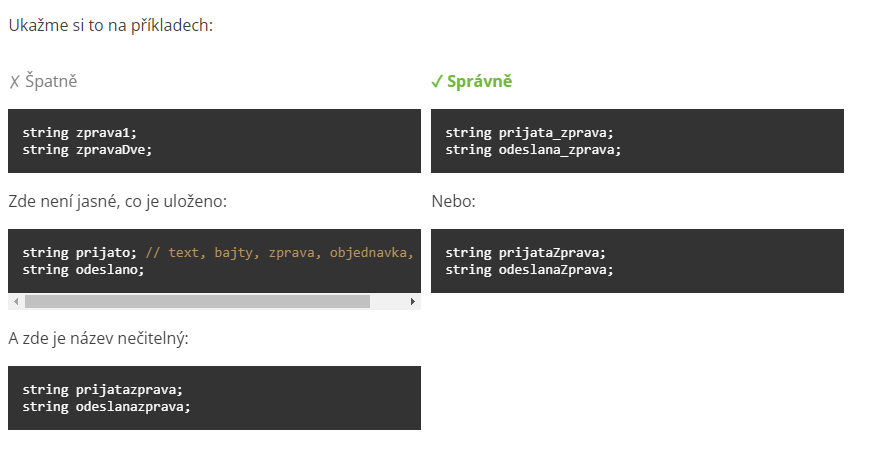 Ukažme si to na příkladech:
✗ Špatně
string zprava1;
string zpravaDve;
Zde není jasné, co je uloženo:
string prijato; // text, bajty, zprava, objednavka,
string odeslano;
A zde je název nečitelný:
string prijatazprava;
string odeslanazprava;
✓ Správně
string prijata_zprava;
string odeslana_zprava;
Nebo:
string prijataZprava;
string odeslanaZprava;